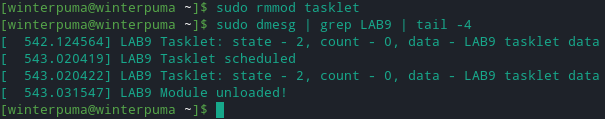 [winterpuma@winterpuma ~]$ sudo rmmod tasklet
[winterpuma@winterpuma ~]$ sudo dmesg | grep LAB9 | tail -4
[  542.124564] LAB9 Tasklet: state - 2, count - 0, data - LAB9 tasklet data
[  543.020419] LAB9 Tasklet scheduled
[  543.020422] LAB9 Tasklet: state - 2, count - 0, data - LAB9 tasklet data
[  543.031547] LAB9 Module unloaded!
[winterpuma@winterpuma ~]$